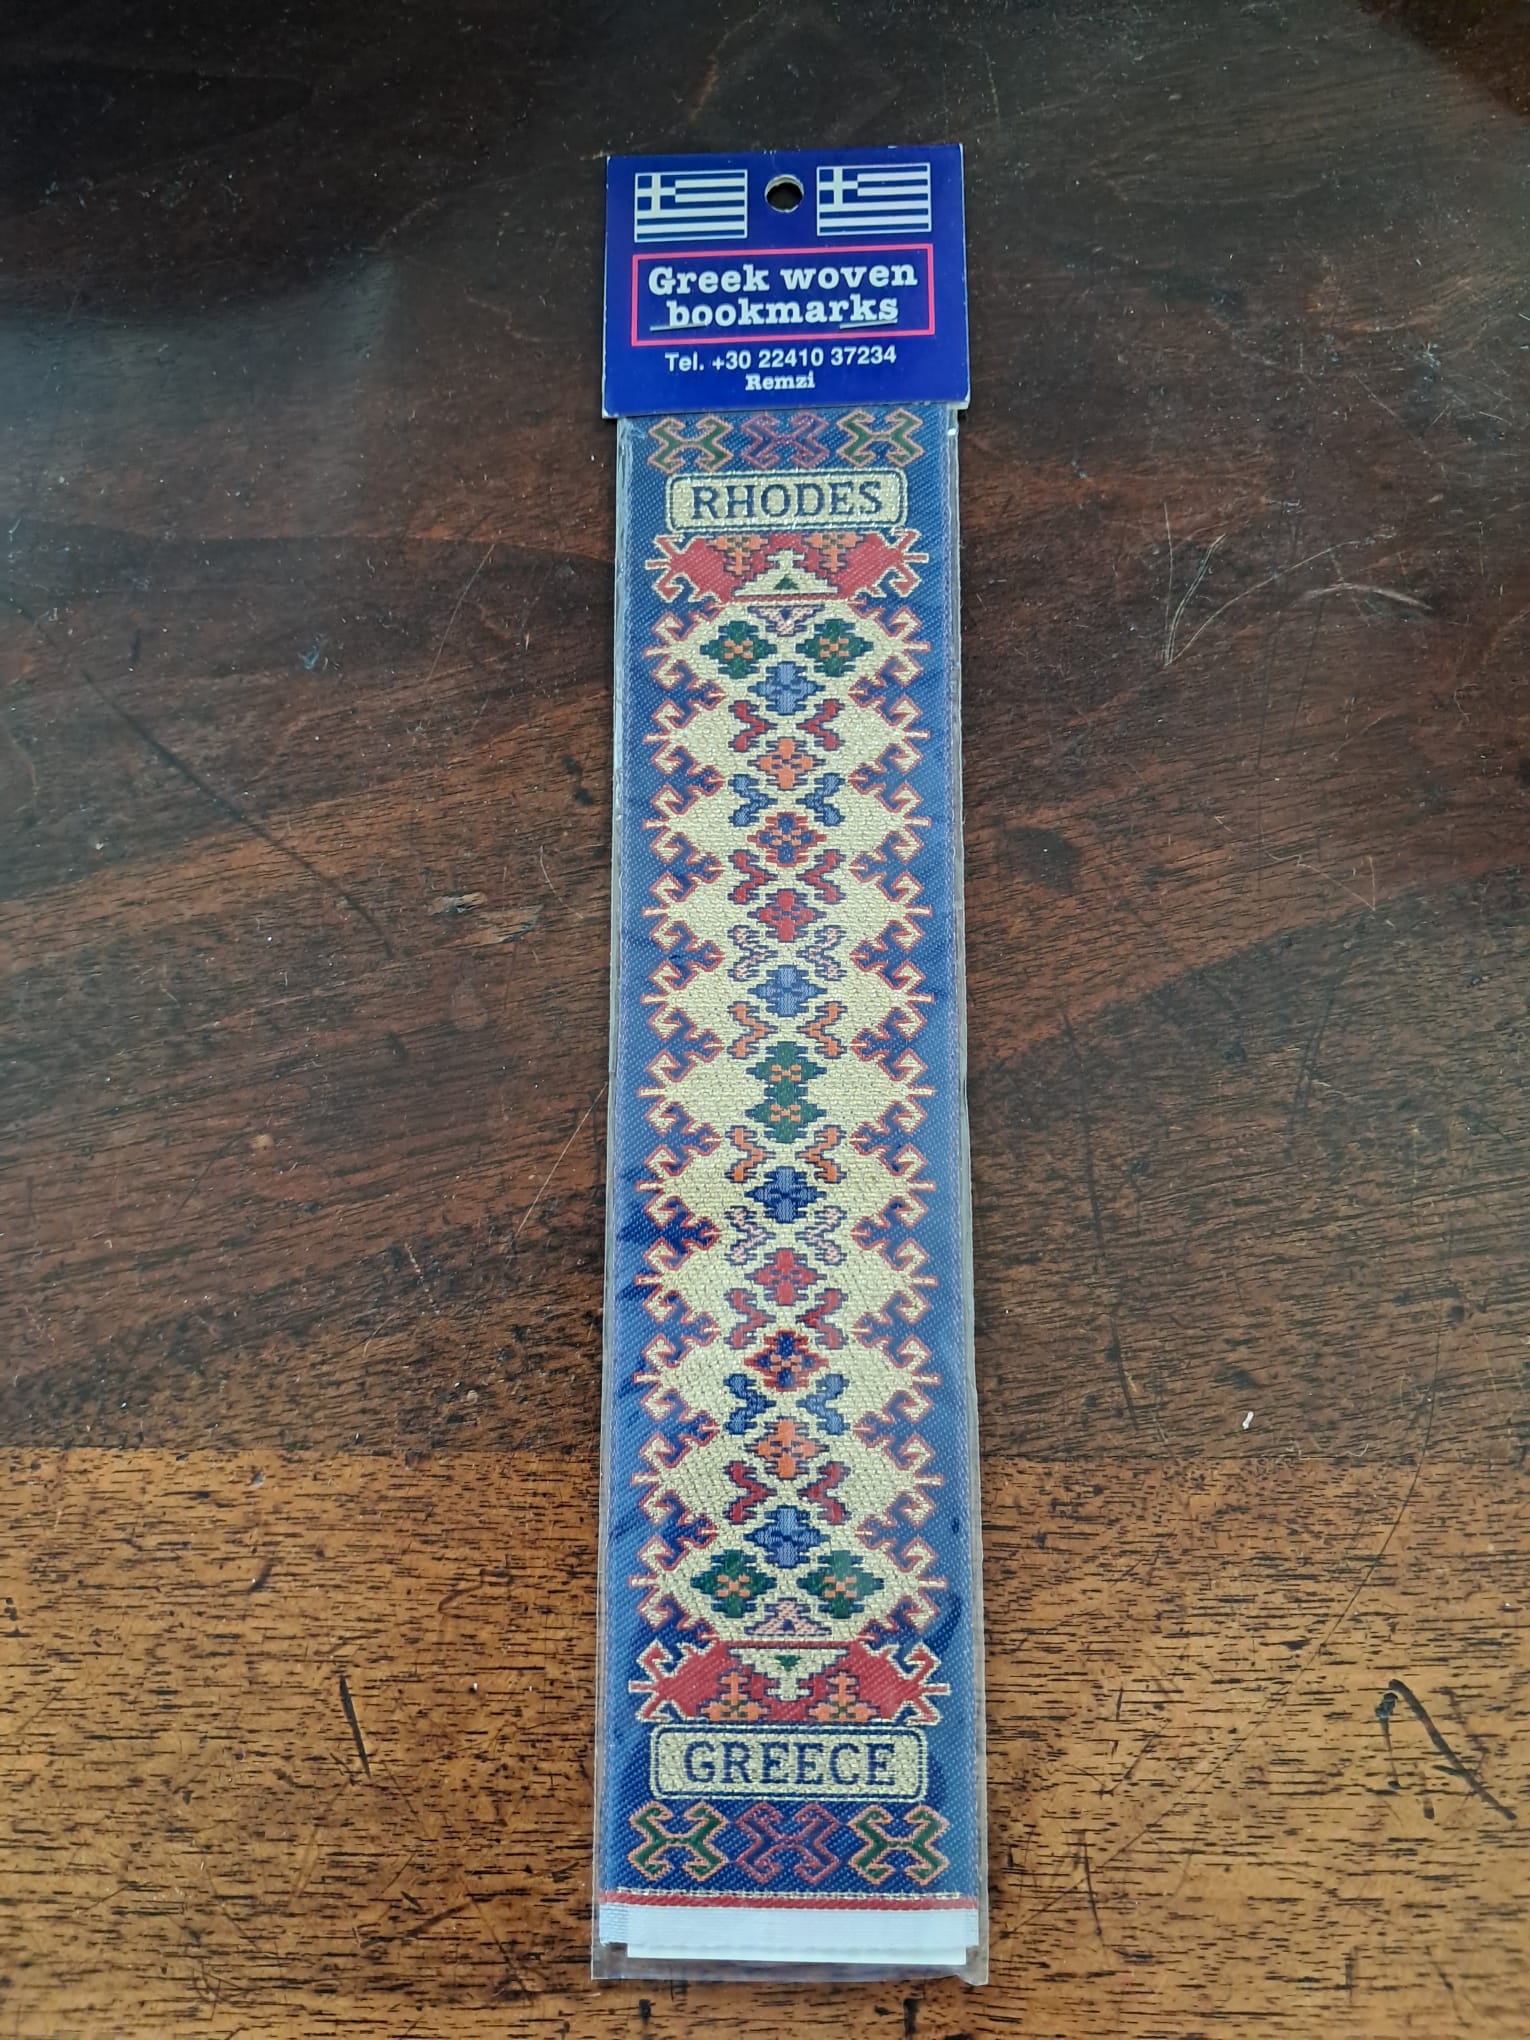 Greek woven
bookmarks
Tel. +30 22410 37234
Remzi
RHODES
GREECE